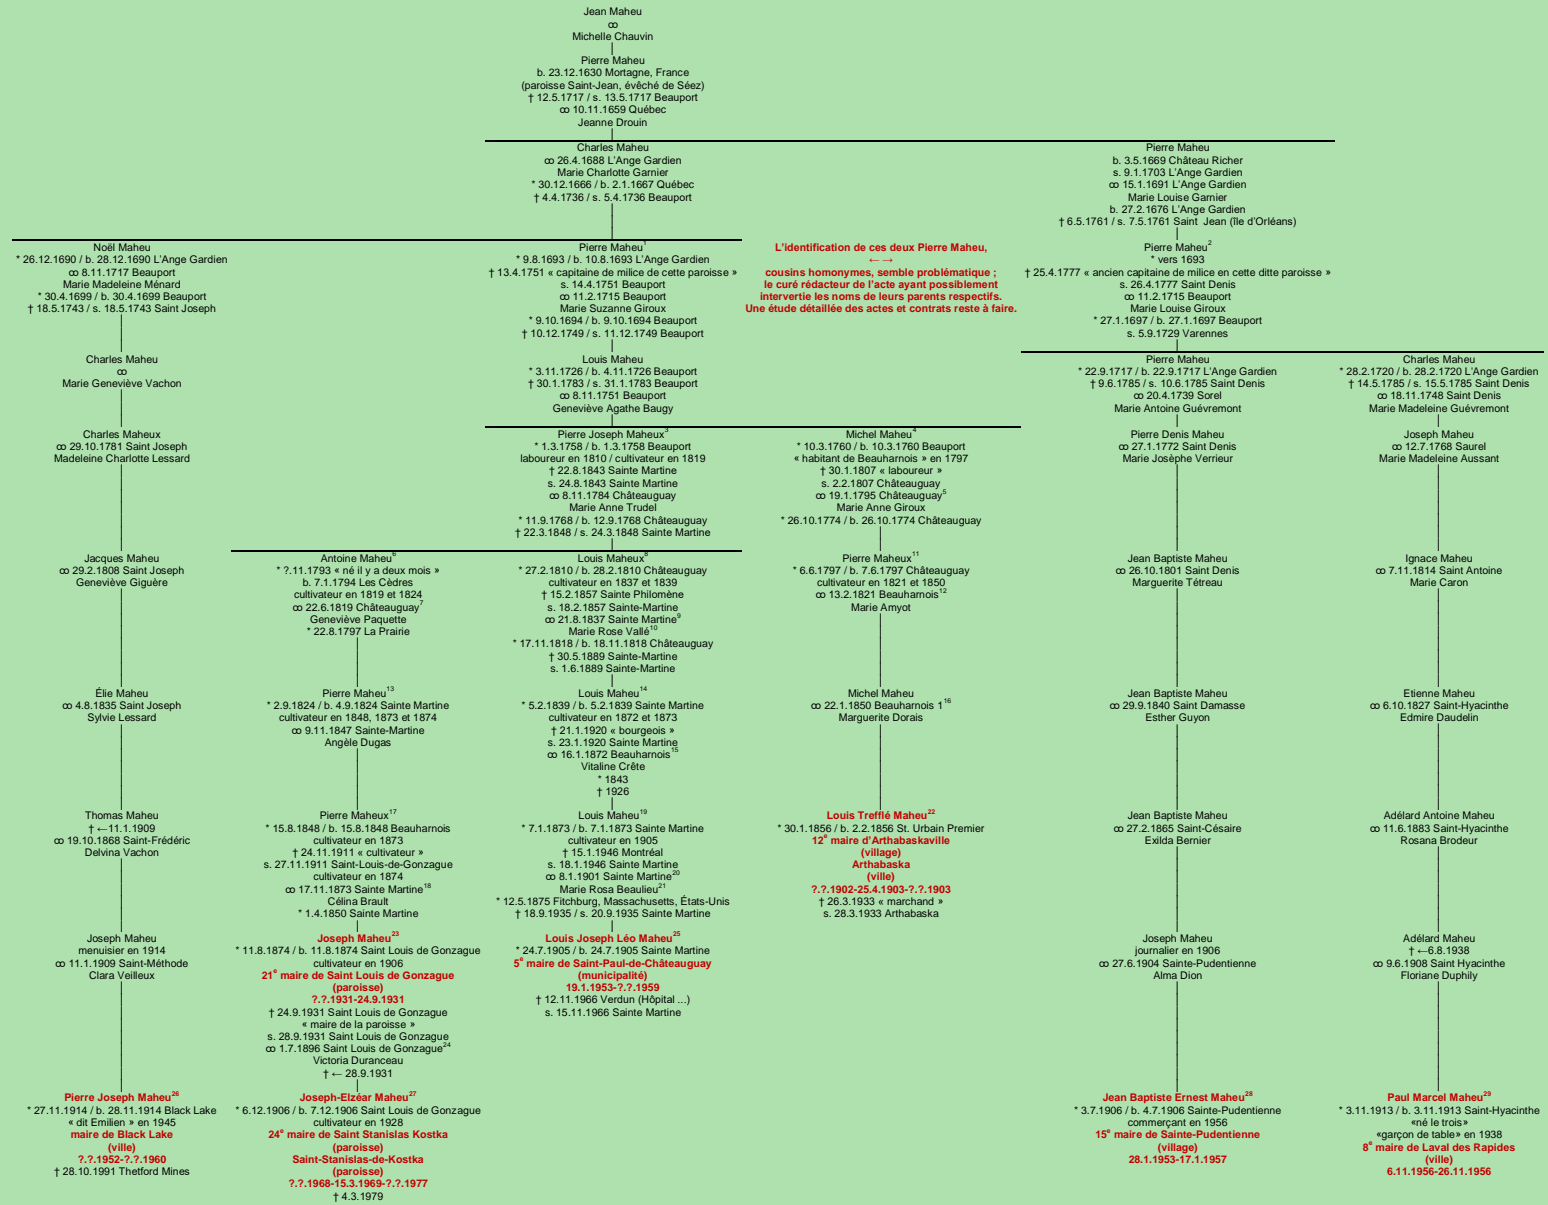 Jean Maheu
ꝏ
Michelle Chauvin
Pierre Maheu
b. 23.12.1630 Mortagne, France
(paroisse Saint-Jean, évêché de Séez)
† 12.5.1717 / s. 13.5.1717 Beauport
ꝏ 10.11.1659 Québec
Jeanne Drouin
Charles Maheu
ꝏ 26.4.1688 L'Ange Gardien
Marie Charlotte Garnier
* 30.12.1666 / b. 2.1.1667 Québec
† 4.4.1736 / s. 5.4.1736 Beauport
Pierre Maheu
b. 3.5.1669 Château Richer
s. 9.1.1703 L'Ange Gardien
ꝏ 15.1.1691 L'Ange Gardien
Marie Louise Garnier
b. 27.2.1676 L'Ange Gardien
† 6.5.1761 / s. 7.5.1761 Saint Jean (île d'Orléans)
Noël Maheu
* 26.12.1690 / b. 28.12.1690 L'Ange Gardien
ꝏ 8.11.1717 Beauport
Marie Madeleine Ménard
* 30.4.1699 / b. 30.4.1699 Beauport
† 18.5.1743 / s. 18.5.1743 Saint Joseph
Pierre Maheu¹
* 9.8.1693 / b. 10.8.1693 L'Ange Gardien
† 13.4.1751 « capitaine de milice de cette paroisse »
s. 14.4.1751 Beauport
ꝏ 11.2.1715 Beauport
Marie Suzanne Giroux
* 9.10.1694 / b. 9.10.1694 Beauport
† 10.12.1749 / s. 11.12.1749 Beauport
L'identification de ces deux Pierre Maheu,
← →
cousins homonymes, semble problématique ;
le curé rédacteur de l'acte ayant possiblement
intervertie les noms de leurs parents respectifs.
Une étude détaillée des actes et contrats reste à faire.
Pierre Maheu²
* vers 1693
† 25.4.1777 « ancien capitaine de milice en cette ditte paroisse »
s. 26.4.1777 Saint Denis
ꝏ 11.2.1715 Beauport
Marie Louise Giroux
* 27.1.1697 / b. 27.1.1697 Beauport
s. 5.9.1729 Varennes
Charles Maheu
ꝏ
Marie Geneviève Vachon
Louis Maheu
* 3.11.1726 / b. 4.11.1726 Beauport
† 30.1.1783 / s. 31.1.1783 Beauport
ꝏ 8.11.1751 Beauport
Geneviève Agathe Baugy
Pierre Maheu
* 22.9.1717 / b. 22.9.1717 L'Ange Gardien
† 9.6.1785 / s. 10.6.1785 Saint Denis
ꝏ 20.4.1739 Sorel
Marie Antoine Guévremont
Charles Maheu
* 28.2.1720 / b. 28.2.1720 L'Ange Gardien
† 14.5.1785 / s. 15.5.1785 Saint Denis
ꝏ 18.11.1748 Saint Denis
Marie Madeleine Guévremont
Charles Maheux
ꝏ 29.10.1781 Saint Joseph
Madeleine Charlotte Lessard
Pierre Joseph Maheux³
* 1.3.1758 / b. 1.3.1758 Beauport
laboureur en 1810 / cultivateur en 1819
† 22.8.1843 Sainte Martine
s. 24.8.1843 Sainte Martine
ꝏ 8.11.1784 Châteauguay
Marie Anne Trudel
* 11.9.1768 / b. 12.9.1768 Châteauguay
† 22.3.1848 / s. 24.3.1848 Sainte Martine
Michel Maheu⁴
* 10.3.1760 / b. 10.3.1760 Beauport
« habitant de Beauharnois » en 1797
† 30.1.1807 « laboureur »
s. 2.2.1807 Châteauguay
ꝏ 19.1.1795 Châteauguay⁵
Marie Anne Giroux
* 26.10.1774 / b. 26.10.1774 Châteauguay
Pierre Denis Maheu
ꝏ 27.1.1772 Saint Denis
Marie Josèphe Verrieur
Joseph Maheu
ꝏ 12.7.1768 Saurel
Marie Madeleine Aussant
Jacques Maheu
ꝏ 29.2.1808 Saint Joseph
Geneviève Giguère
Antoine Maheu⁶
* ?.11.1793 « né il y a deux mois »
b. 7.1.1794 Les Cèdres
cultivateur en 1819 et 1824
ꝏ 22.6.1819 Châteauguay⁷
Geneviève Paquette
* 22.8.1797 La Prairie
Louis Maheux⁸
* 27.2.1810 / b. 28.2.1810 Châteauguay
cultivateur en 1837 et 1839
† 15.2.1857 Sainte Philomène
s. 18.2.1857 Sainte-Martine
ꝏ 21.8.1837 Sainte Martine⁹
Marie Rose Vallé¹⁰
* 17.11.1818 / b. 18.11.1818 Châteauguay
† 30.5.1889 Sainte-Martine
s. 1.6.1889 Sainte-Martine
Pierre Maheux¹¹
* 6.6.1797 / b. 7.6.1797 Châteauguay
cultivateur en 1821 et 1850
ꝏ 13.2.1821 Beauharnois¹²
Marie Amyot
Jean Baptiste Maheu
ꝏ 26.10.1801 Saint Denis
Marguerite Tétreau
Ignace Maheu
ꝏ 7.11.1814 Saint Antoine
Marie Caron
Élie Maheu
ꝏ 4.8.1835 Saint Joseph
Sylvie Lessard
Pierre Maheu¹³
* 2.9.1824 / b. 4.9.1824 Sainte Martine
cultivateur en 1848, 1873 et 1874
ꝏ 9.11.1847 Sainte-Martine
Angèle Dugas
Louis Maheu¹⁴
* 5.2.1839 / b. 5.2.1839 Sainte Martine
cultivateur en 1872 et 1873
† 21.1.1920 « bourgeois »
s. 23.1.1920 Sainte Martine
ꝏ 16.1.1872 Beauharnois¹⁵
Vitaline Crête
* 1843
† 1926
Michel Maheu
ꝏ 22.1.1850 Beauharnois †¹⁶
Marguerite Dorais
Jean Baptiste Maheu
ꝏ 29.9.1840 Saint Damasse
Esther Guyon
Etienne Maheu
ꝏ 6.10.1827 Saint-Hyacinthe
Edmire Daudelin
Thomas Maheu
† ←11.1.1909
ꝏ 19.10.1868 Saint-Frédéric
Delvina Vachon
Pierre Maheux¹⁷
* 15.8.1848 / b. 15.8.1848 Beauharnois
cultivateur en 1873
† 24.11.1911 « cultivateur »
s. 27.11.1911 Saint-Louis-de-Gonzague
cultivateur en 1874
ꝏ 17.11.1873 Sainte Martine¹⁸
Célina Brault
* 1.4.1850 Sainte Martine
Louis Maheu¹⁹
* 7.1.1873 / b. 7.1.1873 Sainte Martine
cultivateur en 1905
† 15.1.1946 Montréal
s. 18.1.1946 Sainte Martine
ꝏ 8.1.1901 Sainte Martine²⁰
Marie Rosa Beaulieu²¹
* 12.5.1875 Fitchburg, Massachusetts, États-Unis
† 18.9.1935 / s. 20.9.1935 Sainte Martine
Louis Trefflé Maheu²²
* 30.1.1856 / b. 2.2.1856 St. Urbain Premier
12ᵉ maire d'Arthabaskaville
(village)
Arthabaska
(ville)
?.?.1902-25.4.1903-?.?.1903
† 26.3.1933 « marchand »
s. 28.3.1933 Arthabaska
Jean Baptiste Maheu
ꝏ 27.2.1865 Saint-Césaire
Exilda Bernier
Adélard Antoine Maheu
ꝏ 11.6.1883 Saint-Hyacinthe
Rosana Brodeur
Joseph Maheu
menuisier en 1914
ꝏ 11.1.1909 Saint-Méthode
Clara Veilleux
Joseph Maheu²³
* 11.8.1874 / b. 11.8.1874 Saint Louis de Gonzague
cultivateur en 1906
21ᵉ maire de Saint Louis de Gonzague
(paroisse)
?.?.1931-24.9.1931
† 24.9.1931 Saint Louis de Gonzague
« maire de la paroisse »
s. 28.9.1931 Saint Louis de Gonzague
ꝏ 1.7.1896 Saint Louis de Gonzague²⁴
Victoria Duranceau
† ← 28.9.1931
Louis Joseph Léo Maheu²⁵
* 24.7.1905 / b. 24.7.1905 Sainte Martine
5ᵉ maire de Saint-Paul-de-Châteauguay
(municipalité)
19.1.1953-?.?.1959
† 12.11.1966 Verdun (Hôpital ...)
s. 15.11.1966 Sainte Martine
Joseph Maheu
journalier en 1906
ꝏ 27.6.1904 Sainte-Pudentienne
Alma Dion
Adélard Maheu
† ←6.8.1938
ꝏ 9.6.1908 Saint Hyacinthe
Floriane Duphily
Pierre Joseph Maheu²⁶
* 27.11.1914 / b. 28.11.1914 Black Lake
« dit Emilien » en 1945
maire de Black Lake
(ville)
?.?.1952-?.?.1960
† 28.10.1991 Thetford Mines
Joseph-Elzéar Maheu²⁷
* 6.12.1906 / b. 7.12.1906 Saint Louis de Gonzague
cultivateur en 1928
24ᵉ maire de Saint Stanislas Kostka
(paroisse)
Saint-Stanislas-de-Kostka
(paroisse)
?.?.1968-15.3.1969-?.?.1977
† 4.3.1979
Jean Baptiste Ernest Maheu²⁸
* 3.7.1906 / b. 4.7.1906 Sainte-Pudentienne
commerçant en 1956
15ᵉ maire de Sainte-Pudentienne
(village)
28.1.1953-17.1.1957
Paul Marcel Maheu²⁹
* 3.11.1913 / b. 3.11.1913 Saint-Hyacinthe
«né le trois»
«garçon de table» en 1938
8ᵉ maire de Laval des Rapides
(ville)
6.11.1956-26.11.1956